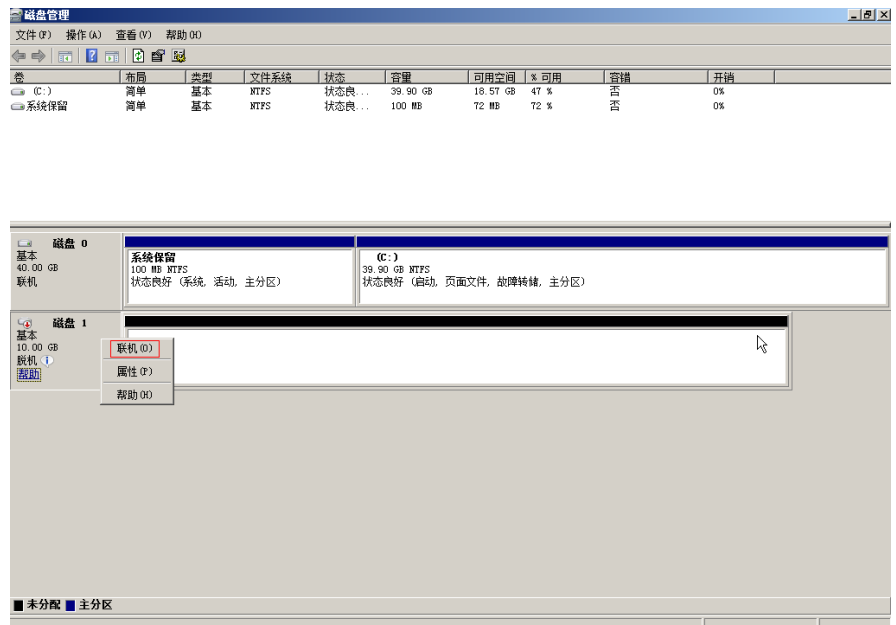 磁盘管理
文件(F) 操作(A) 查看(V) 帮助(H)
卷 布局 类型 文件系统 状态 容量 可用空间 % 可用 容错 开销
(C:) 简单 基本 NTFS 状态良... 39.90 GB 18.57 GB 47 % 否 0%
系统保留 简单 基本 NTFS 状态良... 100 MB 72 MB 72 % 否 0%
磁盘 0
基本
40.00 GB
联机
系统保留
100 MB NTFS
状态良好 (系统, 活动, 主分区)
(C:)
39.90 GB NTFS
状态良好 (启动, 页面文件, 故障转储, 主分区)
磁盘 1
基本
10.00 GB
脱机
帮助
联机(O)
属性(P)
帮助(H)
未分配 主分区